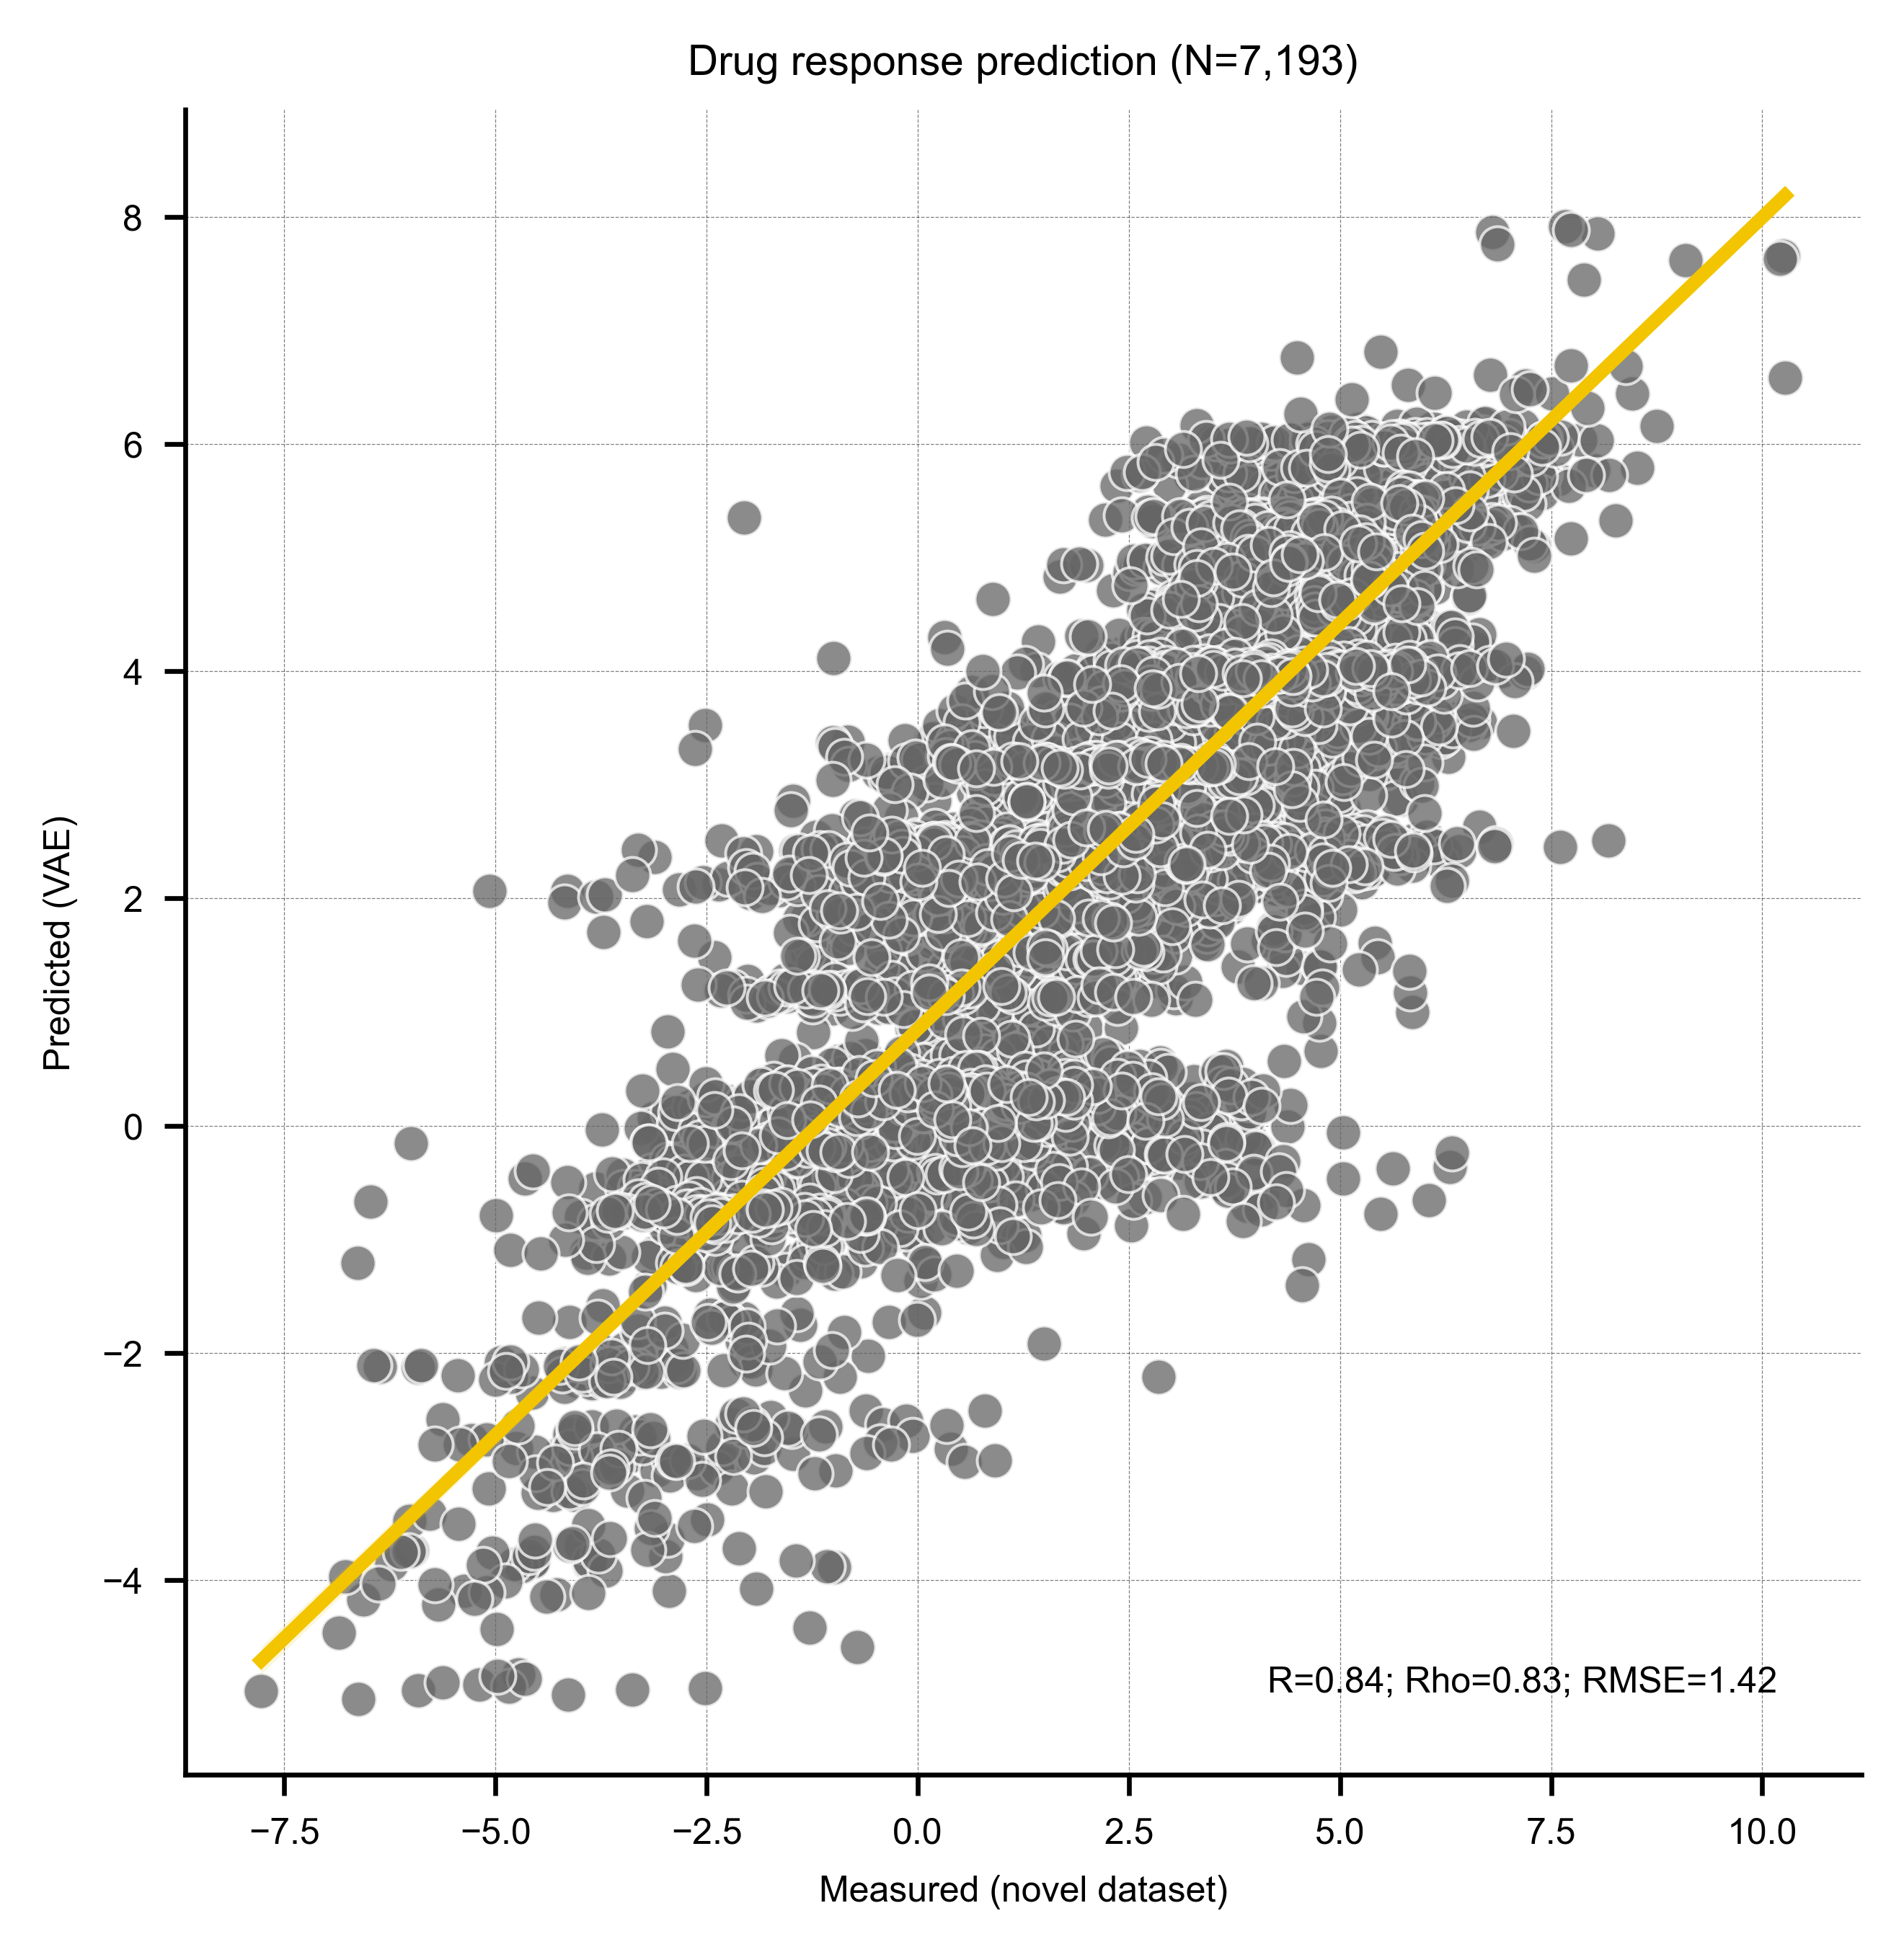 Drug response prediction (N=7,193)
8
6
4
2
0
−2
−4
Predicted (VAE)
R=0.84; Rho=0.83; RMSE=1.42
−7.5 −5.0 −2.5 0.0 2.5 5.0 7.5 10.0
Measured (novel dataset)